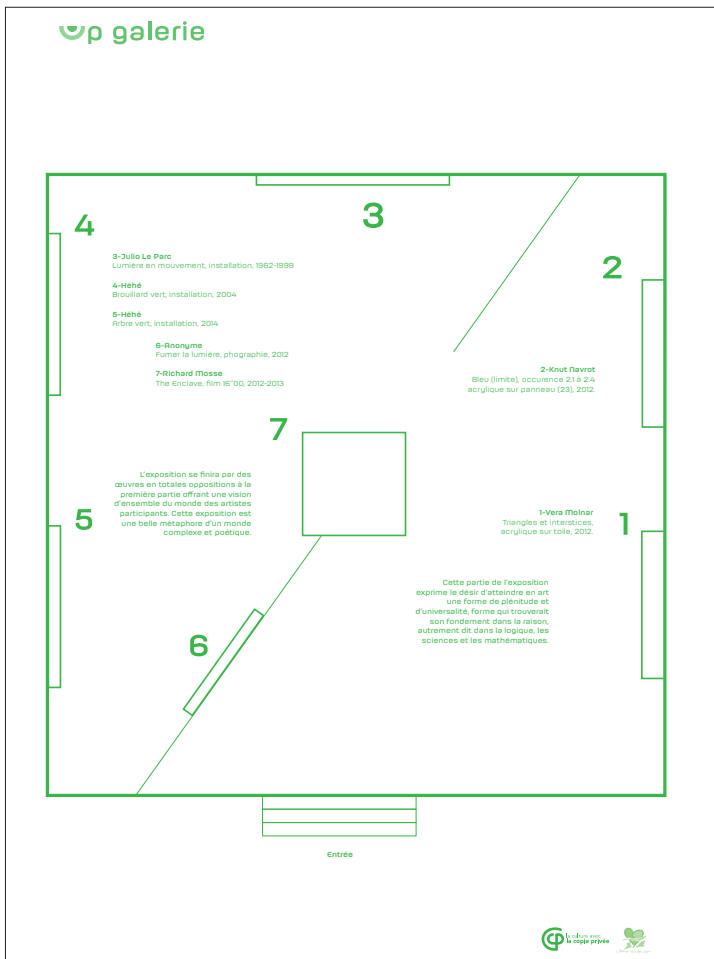 Op galerie
4
3
3-Julio Le Parc
Lumière en mouvement, installation, 1962-1999
4-Héhé
Brouillard vert, installation, 2004
5-Héhé
Arbre vert, installation, 2014
6-Anonyme
Fumer la lumière, phographie, 2012
7-Richard Mosse
The Enclave, film 16"00, 2012-2013
2
2-Knut Navrot
Bleu (limite), occurence 2.1 à 2.4
acrylique sur panneau (23), 2012.
7
L'exposition se finira par des
œuvres en totales oppositions à la
première partie offrant une vision
d'ensemble du monde des artistes
participants. Cette exposition est
une belle métaphore d'un monde
complexe et poétique.
5
1-Vera Molnar
Triangles et interstices,
acrylique sur toile, 2012.
1
Cette partie de l'exposition
exprime le désir d'atteindre en art
une forme de plénitude et
d'universalité, forme qui trouverait
son fondement dans la raison,
autrement dit dans la logique, les
sciences et les mathématiques.
6
Entrée
cp
la culture avec
la copie privée